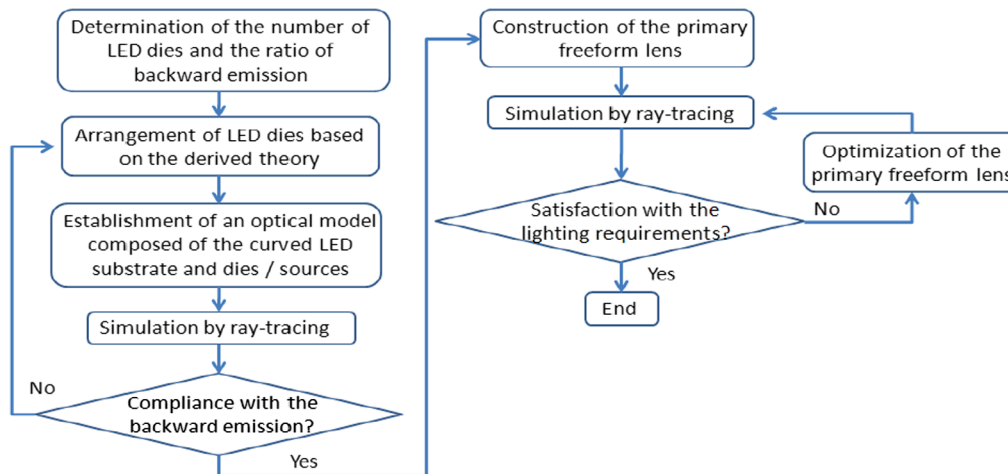 Determination of the number of
LED dies and the ratio of
backward emission
Arrangement of LED dies based
on the derived theory
Establishment of an optical model
composed of the curved LED
substrate and dies / sources
Simulation by ray-tracing
No
Compliance with the
backward emission?
Yes
Construction of the primary
freeform lens
Simulation by ray-tracing
Optimization of the
primary freeform lens
Satisfaction with the
lighting requirements?
No
Yes
End